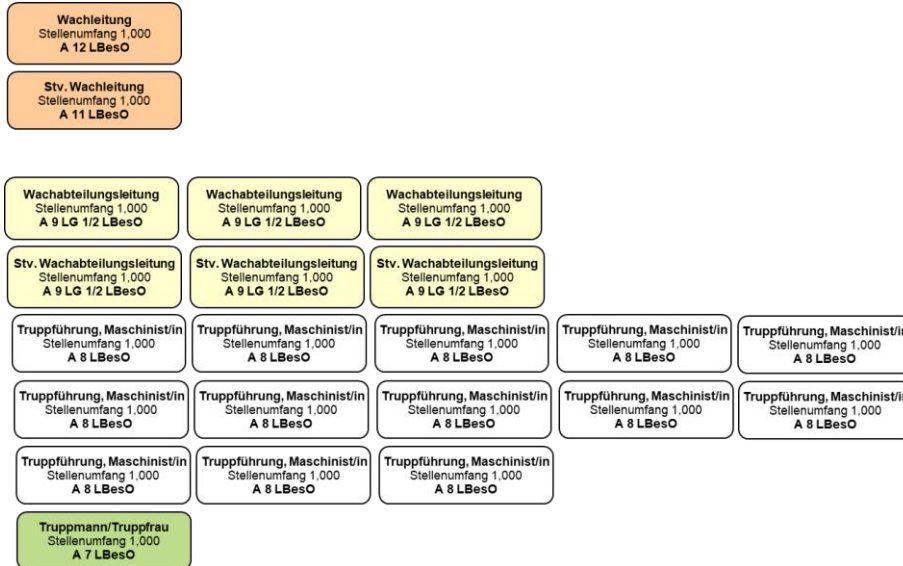 Wachleitung
Stellenumfang 1,000
A 12 LBesO
Stv. Wachleitung
Stellenumfang 1,000
A 11 LBesO
Wachabteilungsleitung
Stellenumfang 1,000
A 9 LG 1/2 LBesO
Wachabteilungsleitung
Stellenumfang 1,000
A 9 LG 1/2 LBesO
Wachabteilungsleitung
Stellenumfang 1,000
A 9 LG 1/2 LBesO
Stv. Wachabteilungsleitung
Stellenumfang 1,000
A 9 LG 1/2 LBesO
Stv. Wachabteilungsleitung
Stellenumfang 1,000
A 9 LG 1/2 LBesO
Stv. Wachabteilungsleitung
Stellenumfang 1,000
A 9 LG 1/2 LBesO
Truppführung, Maschinist/in
Stellenumfang 1,000
A 8 LBesO
Truppführung, Maschinist/in
Stellenumfang 1,000
A 8 LBesO
Truppführung, Maschinist/in
Stellenumfang 1,000
A 8 LBesO
Truppführung, Maschinist/in
Stellenumfang 1,000
A 8 LBesO
Truppführung, Maschinist/in
Stellenumfang 1,000
A 8 LBesO
Truppführung, Maschinist/in
Stellenumfang 1,000
A 8 LBesO
Truppführung, Maschinist/in
Stellenumfang 1,000
A 8 LBesO
Truppführung, Maschinist/in
Stellenumfang 1,000
A 8 LBesO
Truppführung, Maschinist/in
Stellenumfang 1,000
A 8 LBesO
Truppführung, Maschinist/in
Stellenumfang 1,000
A 8 LBesO
Truppführung, Maschinist/in
Stellenumfang 1,000
A 8 LBesO
Truppführung, Maschinist/in
Stellenumfang 1,000
A 8 LBesO
Truppführung, Maschinist/in
Stellenumfang 1,000
A 8 LBesO
Truppmann/Truppfrau
Stellenumfang 1,000
A 7 LBesO